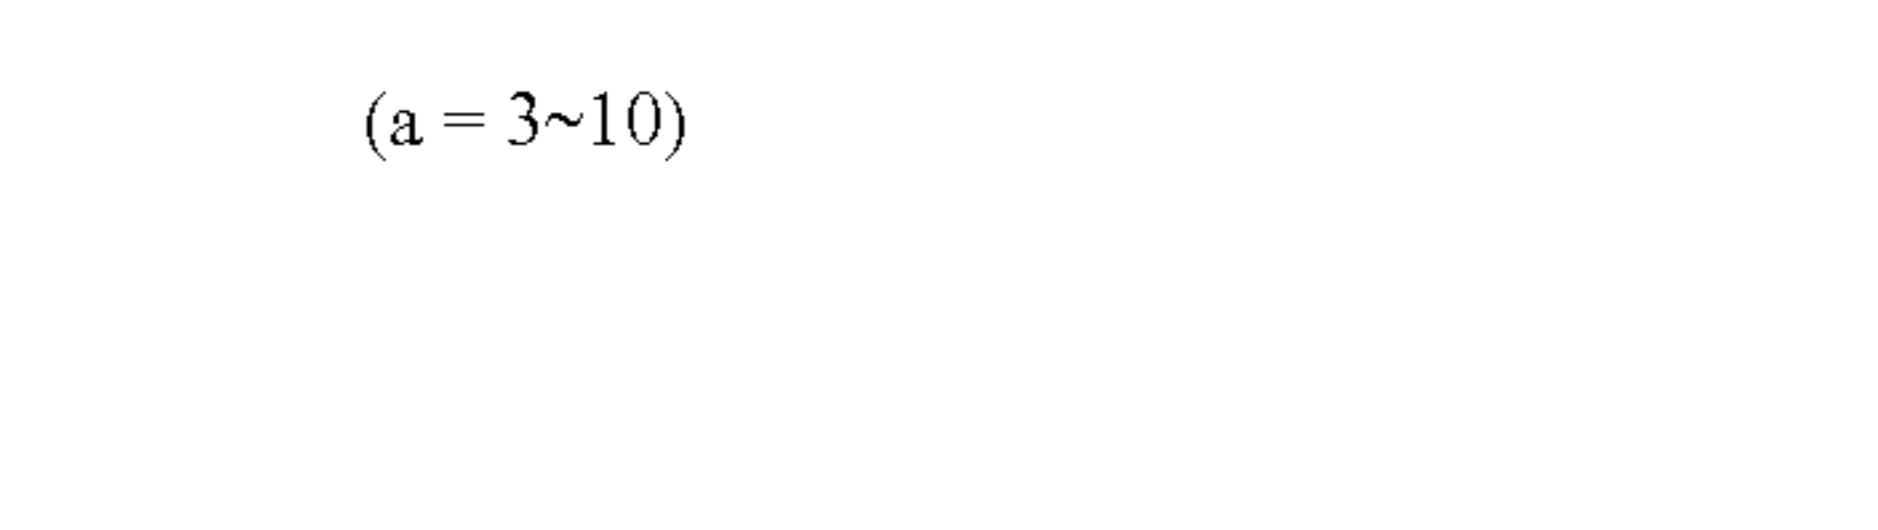 (a = 3~10)